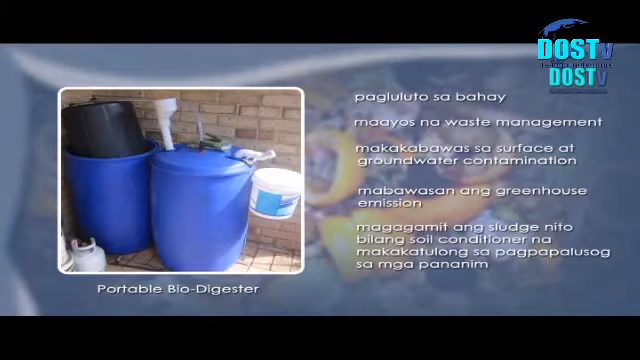 DOSTv
DOSTv
pagluluto sa bahay
maayos na waste management
makakabawas sa surface at
groundwater contamination
mabawasan ang greenhouse
emission
magagamit ang sludge nito
bilang soil conditioner na
makakatulong sa pagpapalusog
sa mga pananim
Portable Bio-Digester